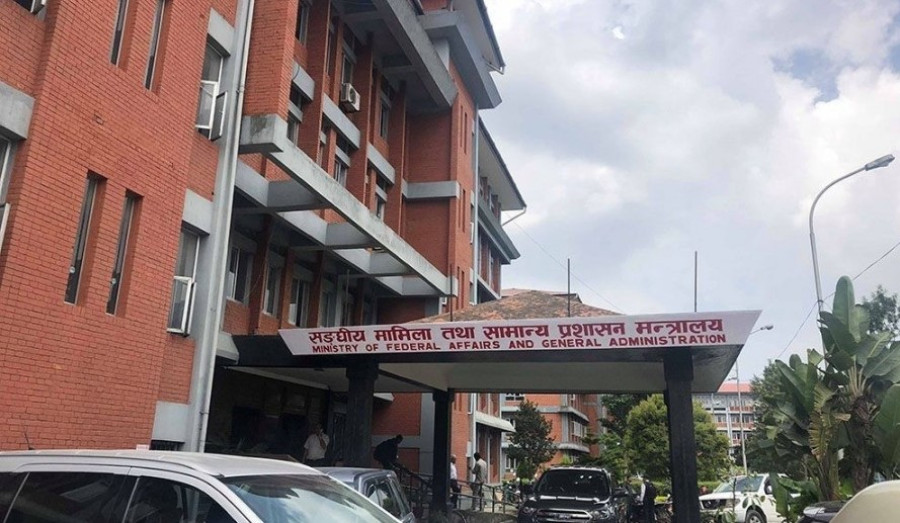 सङ्घीय मामिला तथा सामान्य प्रशासन मन्त्रालय
MINISTRY OF FEDERAL AFFAIRS AND GENERAL ADMINISTRATION